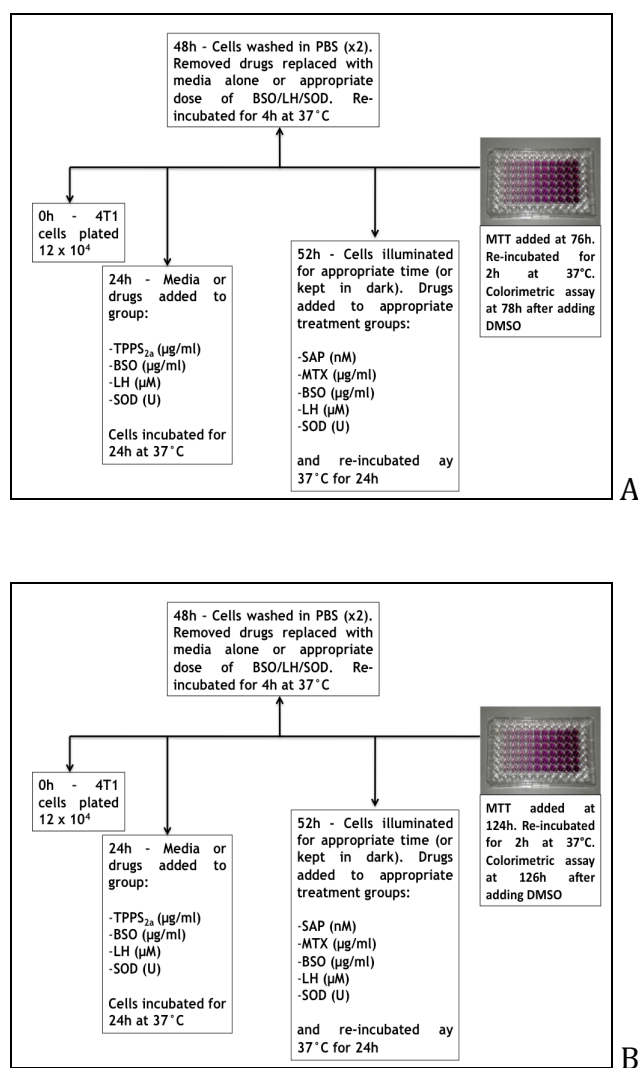 48h - Cells washed in PBS (x2).
Removed drugs replaced with
media alone or appropriate
dose of BSO/LH/SOD. Re-
incubated for 4h at 37˚C
0h - 4T1
cells plated
12 x 10⁴
24h - Media or
drugs added to
group:
-TPPS₂ₐ (µg/ml)
-BSO (µg/ml)
-LH (µM)
-SOD (U)
Cells incubated for
24h at 37˚C
52h - Cells illuminated
for appropriate time (or
kept in dark). Drugs
added to appropriate
treatment groups:
-SAP (nM)
-MTX (µg/ml)
-BSO (µg/ml)
-LH (µM)
-SOD (U)
and re-incubated ay
37˚C for 24h
MTT added at 76h.
Re-incubated for
2h at 37°C.
Colorimetric assay
at 78h after adding
DMSO
A
48h - Cells washed in PBS (x2).
Removed drugs replaced with
media alone or appropriate
dose of BSO/LH/SOD. Re-
incubated for 4h at 37˚C
0h - 4T1
cells plated
12 x 10⁴
24h - Media or
drugs added to
group:
-TPPS₂ₐ (µg/ml)
-BSO (µg/ml)
-LH (µM)
-SOD (U)
Cells incubated for
24h at 37˚C
52h - Cells illuminated
for appropriate time (or
kept in dark). Drugs
added to appropriate
treatment groups:
-SAP (nM)
-MTX (µg/ml)
-BSO (µg/ml)
-LH (µM)
-SOD (U)
and re-incubated ay
37˚C for 24h
MTT added at
124h. Re-incubated
for 2h at 37°C.
Colorimetric assay
at 126h after
adding DMSO
B